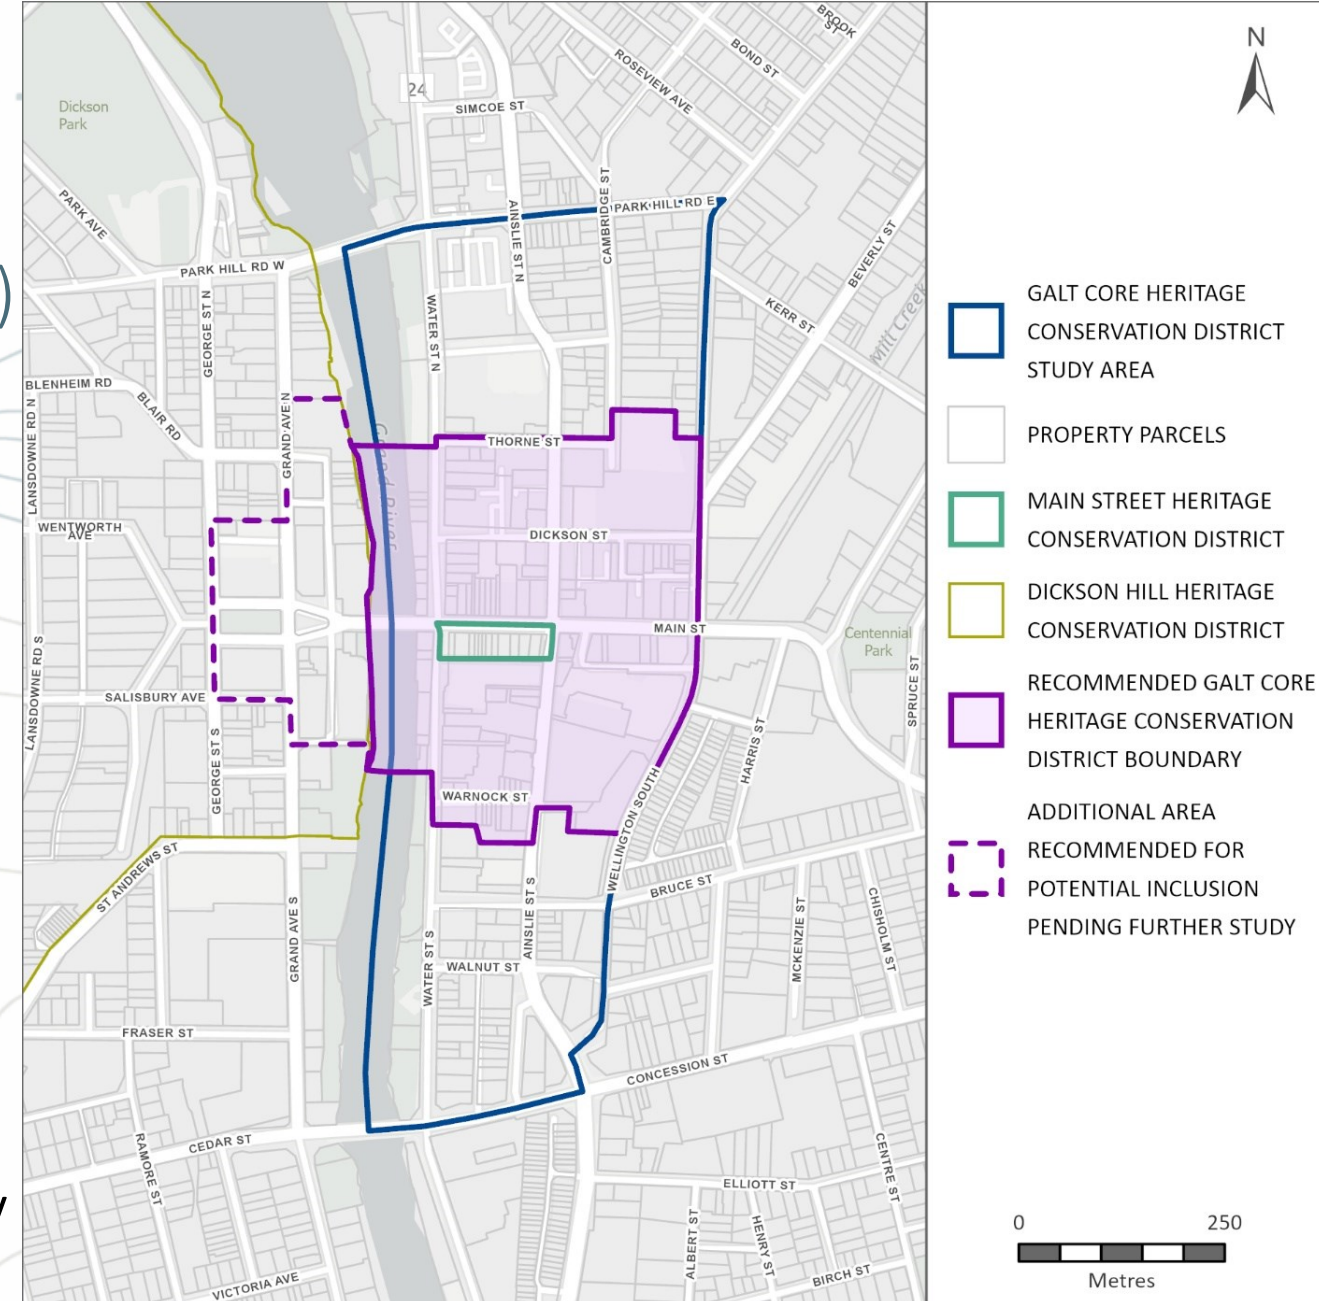 BROOK
ST
BOND ST
ROSEVIEW AVE
N
Dickson
Park
24
SIMCOE ST
PARK AVE
AINSLIE ST N
CAMBRIDGE ST
PARK HILL RD E
BEVERLY ST
)
PARK HILL RD W
GEORGE ST N
WATER ST N
KERR ST
Mill Creek
GALT CORE HERITAGE
CONSERVATION DISTRICT
STUDY AREA
BLENHEIM RD
BLAIR RD
LANSDOWNE RD N
GRAND AVE N
Grand River
THORNE ST
PROPERTY PARCELS
WENTWORTH
AVE
DICKSON ST
MAIN STREET HERITAGE
CONSERVATION DISTRICT
MAIN ST
Centennial
Park
DICKSON HILL HERITAGE
CONSERVATION DISTRICT
LANSDOWNE RD S
SALISBURY AVE
GEORGE ST S
HARRIS ST
SPRUCE ST
RECOMMENDED GALT CORE
HERITAGE CONSERVATION
DISTRICT BOUNDARY
WARNOCK ST
WELLINGTON SOUTH
ST ANDREWS ST
BRUCE ST
ADDITIONAL AREA
RECOMMENDED FOR
POTENTIAL INCLUSION
PENDING FURTHER STUDY
GRAND AVE S
WATER ST S
AINSLIE ST S
WALNUT ST
MCKENZIE ST
CHISHOLM ST
FRASER ST
CONCESSION ST
CEDAR ST
RAMORE ST
CENTRE ST
ELLIOTT ST
ALBERT ST
HENRY ST
BIRCH ST
VICTORIA AVE
0 250
Metres